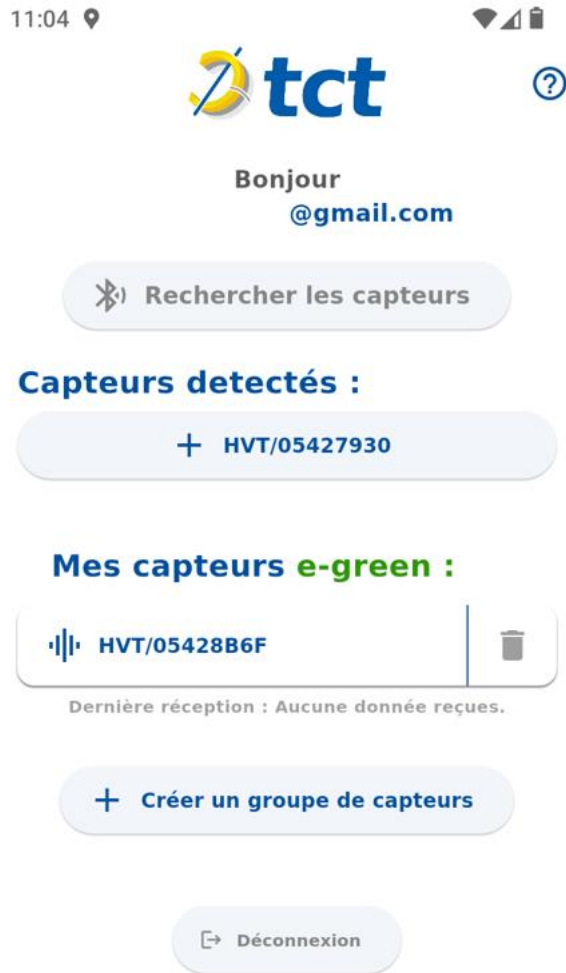 11:04
tct
Bonjour
@gmail.com
Rechercher les capteurs
Capteurs detectés :
+ HVT/05427930
Mes capteurs e-green :
HVT/05428B6F
Dernière réception : Aucune donnée reçues.
+ Créer un groupe de capteurs
Déconnexion